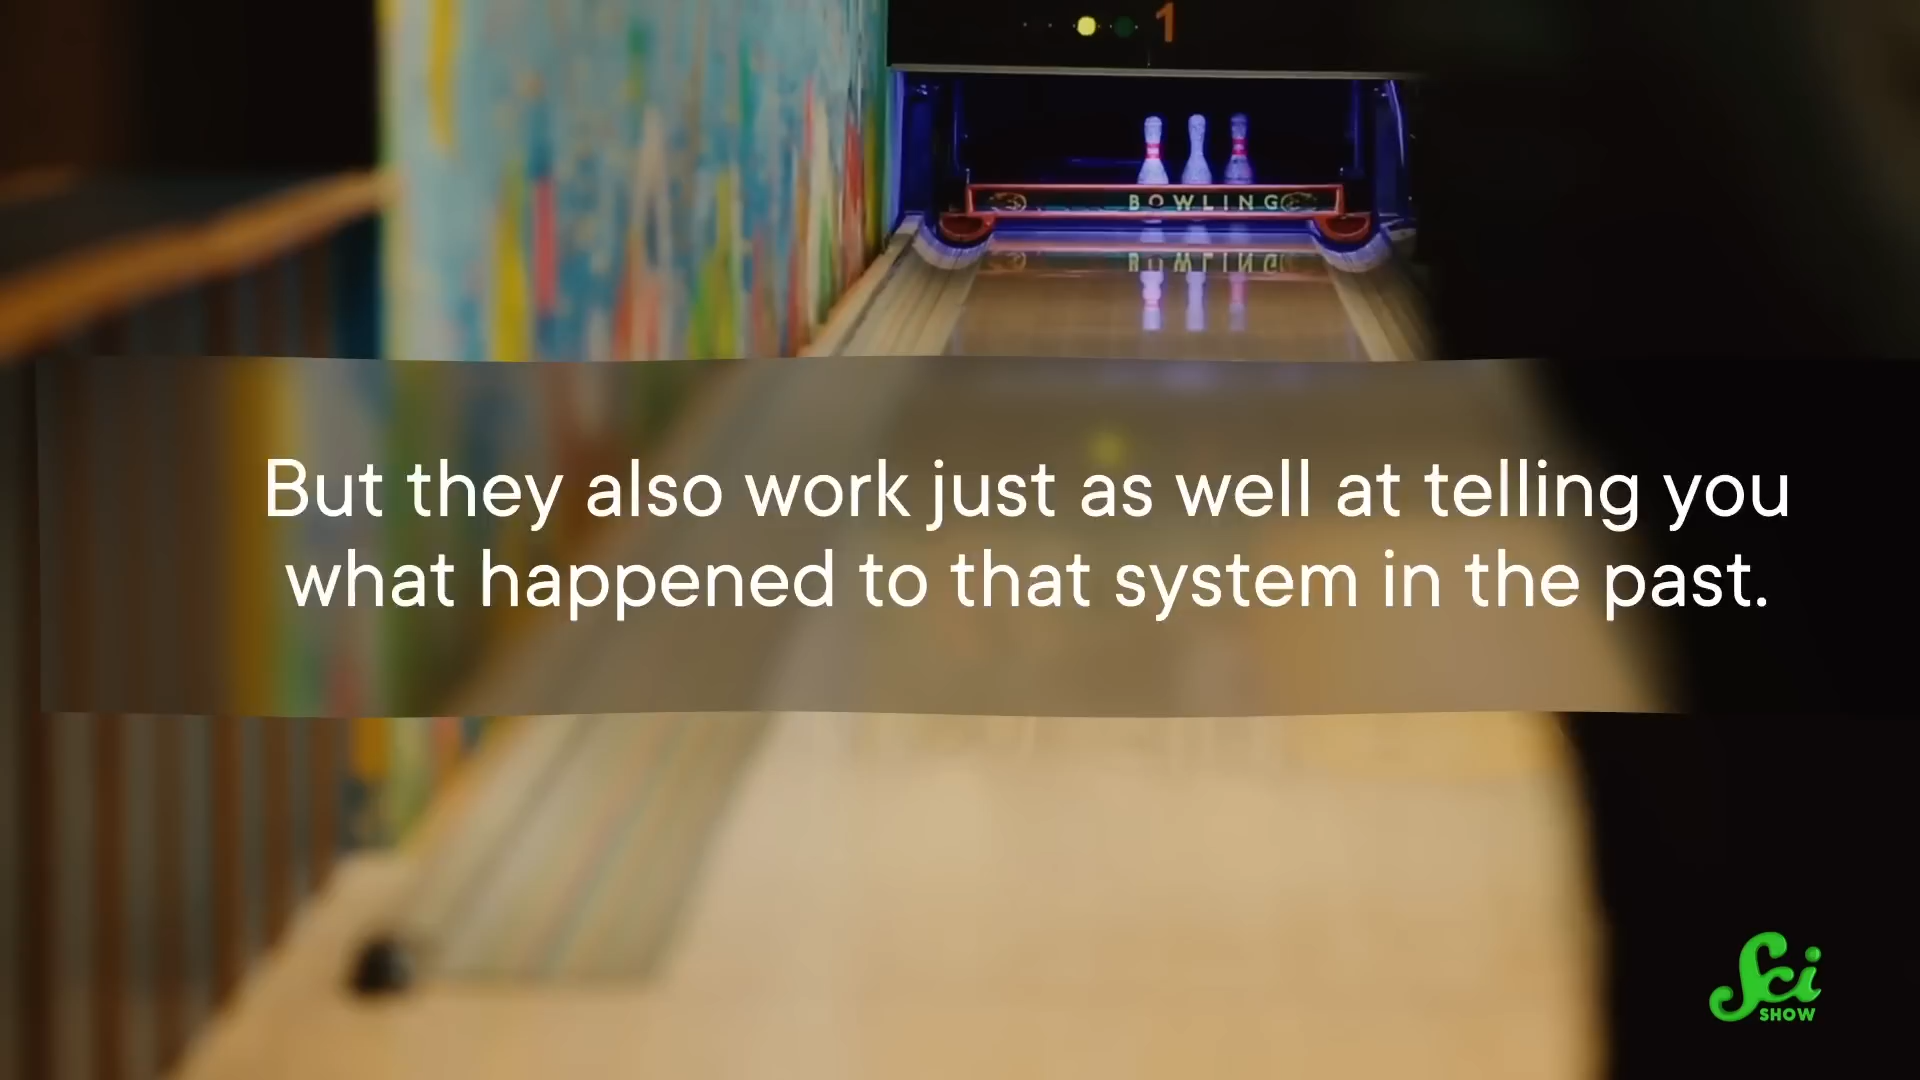 1
BOWLING
But they also work just as well at telling you
what happened to that system in the past.
Sci
SHOW